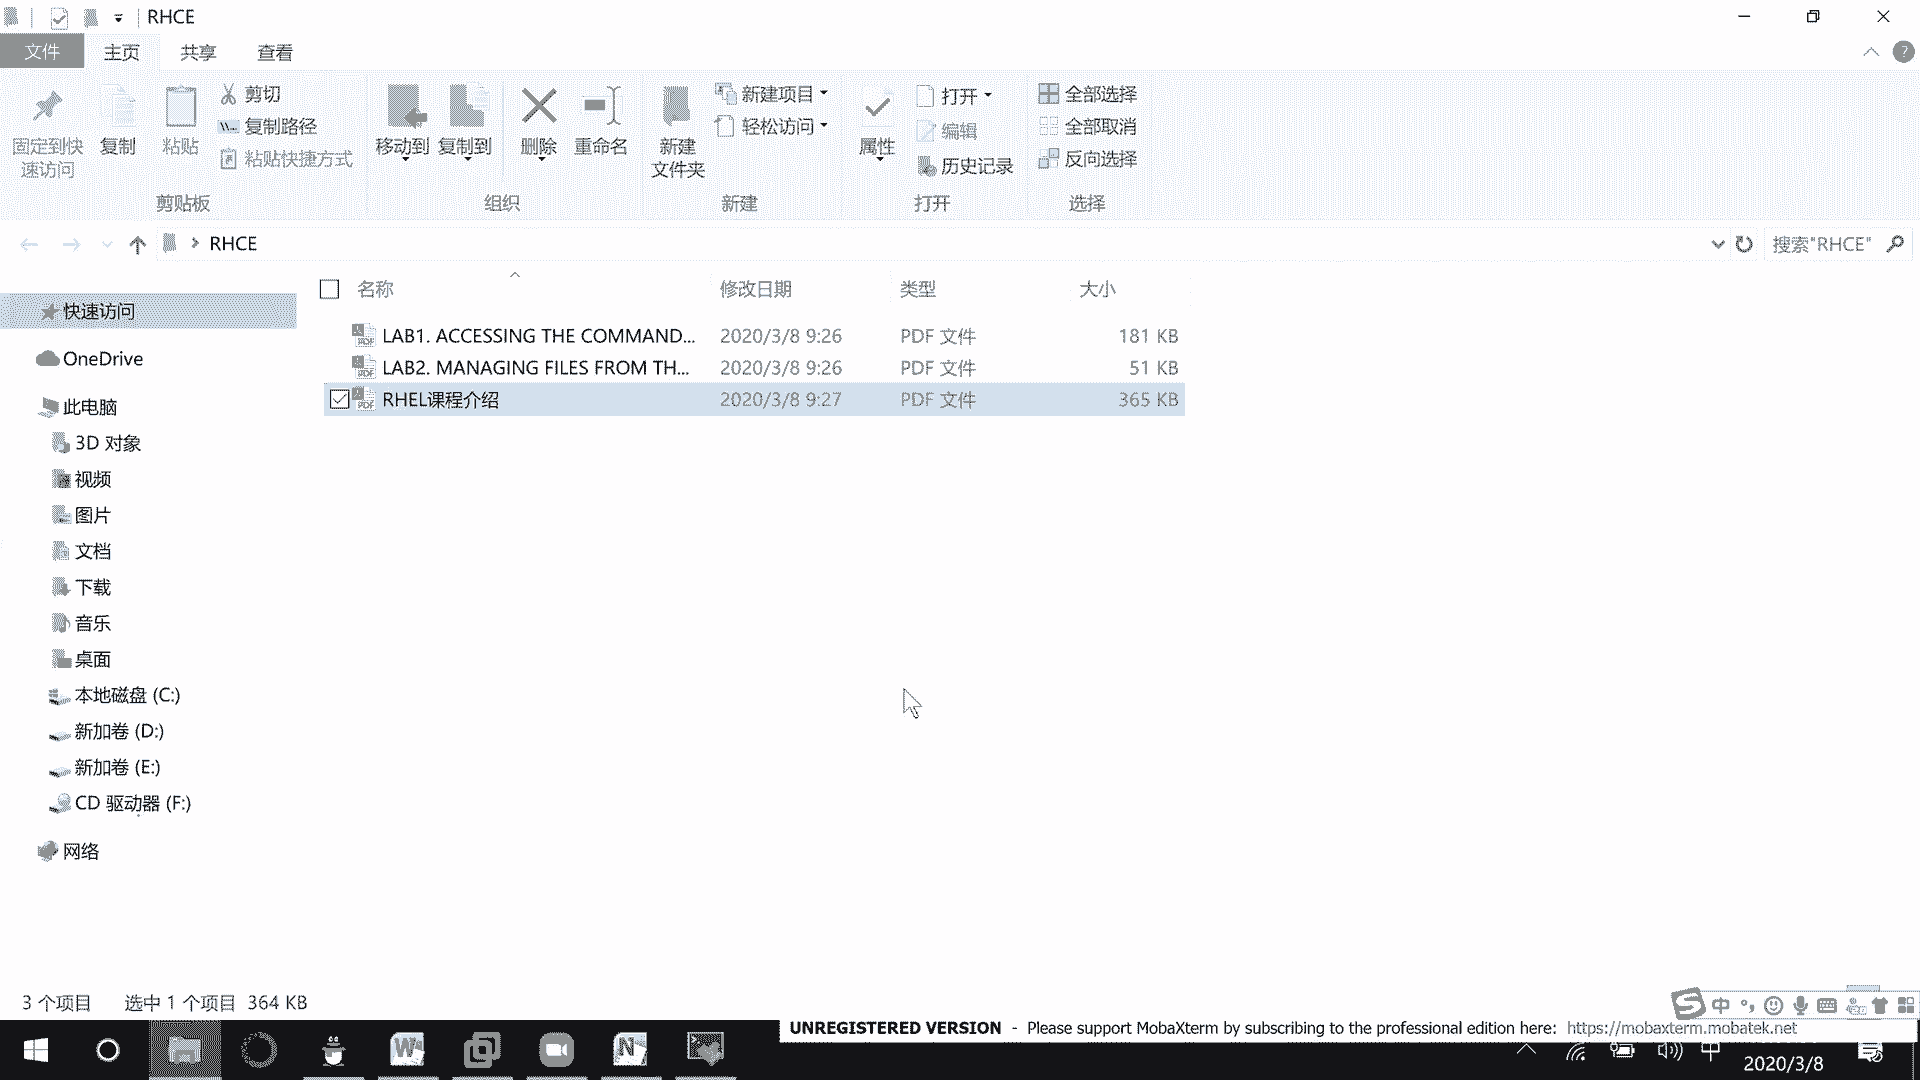 RHCE
文件 主页 共享 查看
固定到快速访问 复制 粘贴 剪切 复制路径 粘贴快捷方式
剪贴板
移动到 复制到 删除 重命名
组织
新建文件夹 新建项目 轻松访问
新建
属性 打开 编辑 历史记录
打开
全部选择 全部取消 反向选择
选择
RHCE
搜索"RHCE"
名称 修改日期 类型 大小
LAB1. ACCESSING THE COMMAND... 2020/3/8 9:26 PDF 文件 181 KB
LAB2. MANAGING FILES FROM TH... 2020/3/8 9:26 PDF 文件 51 KB
RHEL课程介绍 2020/3/8 9:27 PDF 文件 365 KB
快速访问
OneDrive
此电脑
3D 对象
视频
图片
文档
下载
音乐
桌面
本地磁盘 (C:)
新加卷 (D:)
新加卷 (E:)
CD 驱动器 (F:)
网络
3 个项目 选中 1 个项目 364 KB
中
UNREGISTERED VERSION - Please support MobaXterm by subscribing to the professional edition here: https://mobaxterm.mobatek.net
中
2020/3/8